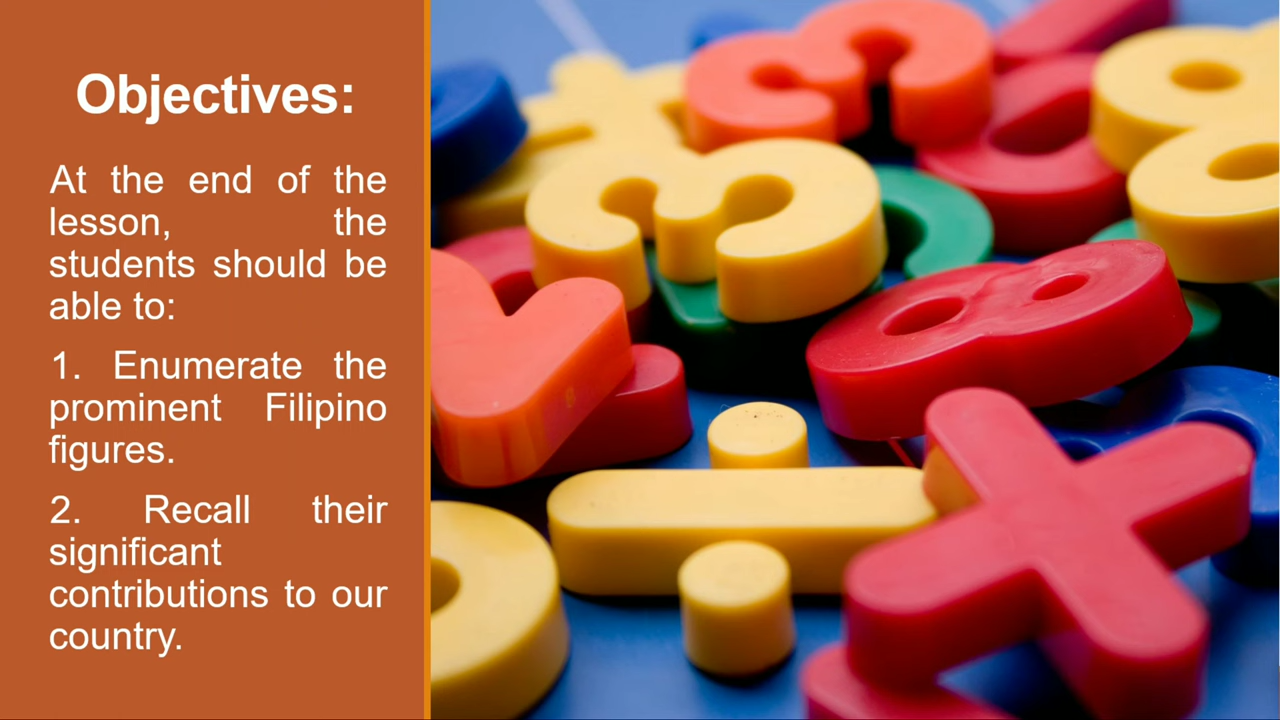 Objectives:
At the end of the
lesson, the
students should be
able to:
1. Enumerate the
prominent Filipino
figures.
2. Recall their
significant
contributions to our
country.